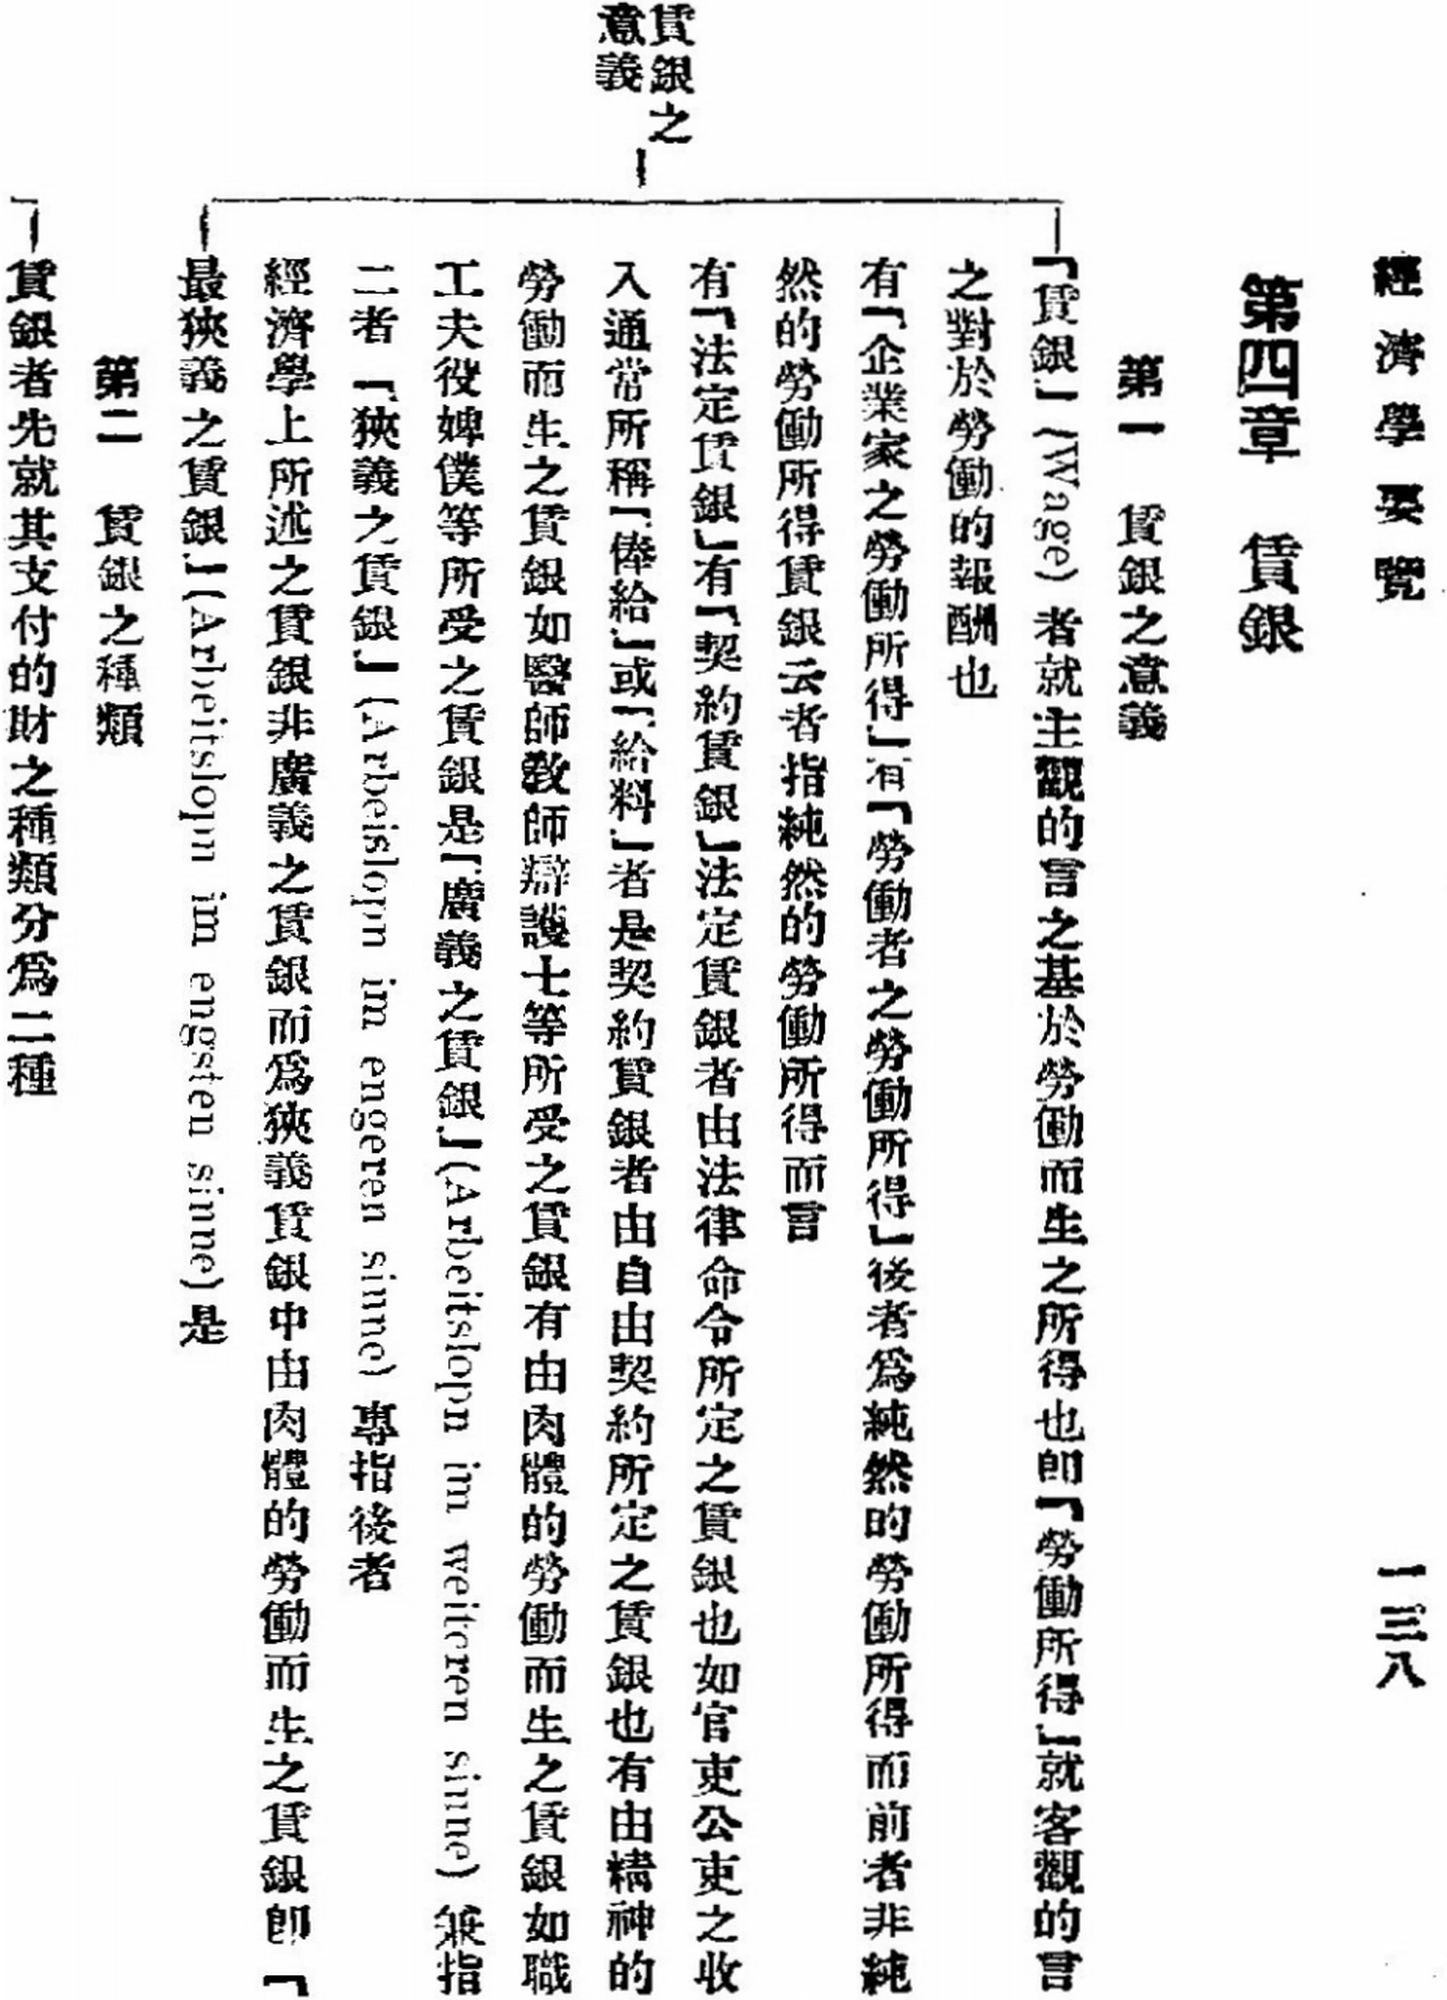 經濟學要覽
一三八
第四章　賃銀
第一　賃銀之意義
賃銀之
意義
「賃銀」(Wage)者就主觀的言之基於勞働而生之所得也即「勞働所得」就客觀的言
之對於勞働的報酬也
有「企業家之勞働所得」有「勞働者之勞働所得」後者爲純然的勞働所得而前者非純
然的勞働所得賃銀云者指純然的勞働所得而言
有「法定賃銀」有「契約賃銀」法定賃銀者由法律命令所定之賃銀也如官吏公吏之收
入通常所稱「俸給」或「給料」者是契約賃銀者由自由契約所定之賃銀也有由精神的
勞働而生之賃銀如醫師敎師辯護士等所受之賃銀有由肉體的勞働而生之賃銀如職
工夫役婢僕等所受之賃銀是「廣義之賃銀」(Arbeitslopn im weiteren sinne)兼指
二者「狹義之賃銀」(Arbeislopn im engeren sinne)專指後者
經濟學上所述之賃銀非廣義之賃銀而爲狹義賃銀中由肉體的勞働而生之賃銀卽「
最狹義之賃銀」(Arbeitslopn im engsten sinne)是
第二　賃銀之種類
賃銀者先就其支付的財之種類分爲二種